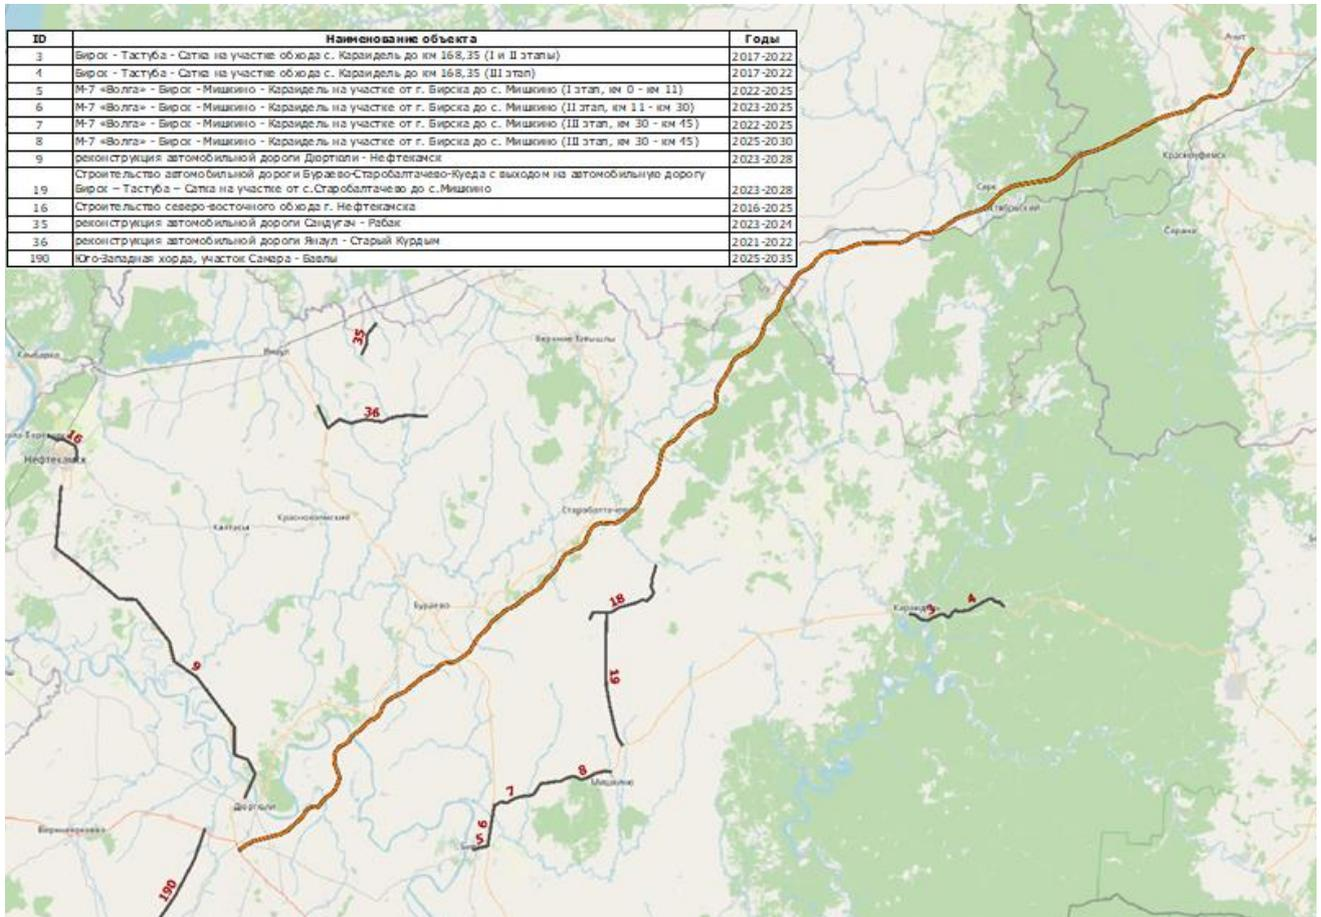 ID Наименование объекта Годы
3 Бирск - Тастуба - Сатка на участке обхода с. Караидель до км 168,35 (I и II этапы) 2017-2022
4 Бирск - Тастуба - Сатка на участке обхода с. Караидель до км 168,35 (III этап) 2017-2022
5 М-7 «Волга» - Бирск - Мишкино - Караидель на участке от г. Бирска до с. Мишкино (I этап, км 0 - км 11) 2022-2025
6 М-7 «Волга» - Бирск - Мишкино - Караидель на участке от г. Бирска до с. Мишкино (II этап, км 11 - км 30) 2023-2025
7 М-7 «Волга» - Бирск - Мишкино - Караидель на участке от г. Бирска до с. Мишкино (III этап, км 30 - км 45) 2022-2025
8 М-7 «Волга» - Бирск - Мишкино - Караидель на участке от г. Бирска до с. Мишкино (III этап, км 30 - км 45) 2025-2030
9 реконструкция автомобильной дороги Дюртюли - Нефтекамск 2023-2028
Строительство автомобильной дороги Бураево-Старобалтачево-Куеда с выходом на автомобильную дорогу
19 Бирск – Тастуба – Сатка на участке от с.Старобалтачево до с.Мишкино 2023-2028
16 Строительство северо-восточного обхода г. Нефтекамска 2016-2025
35 реконструкция автомобильной дороги Сандугач - Рабак 2023-2024
36 реконструкция автомобильной дороги Янаул - Старый Курдым 2021-2022
190 Юго-Западная хорда, участок Самара - Бавлы 2025-2035
Ачит
Красноуфимск
Сарс
Октябрьский
Сарана
35
Верхние Татышлы
Янаул
Камбарка
36
16
Нефтекамск
Старобалтачево
Краснохолмский
Калтасы
18
Бураево
Караидель
3
4
9
19
8
Мишкино
7
Дюртюли
6
Верхнеяркеево
5
190